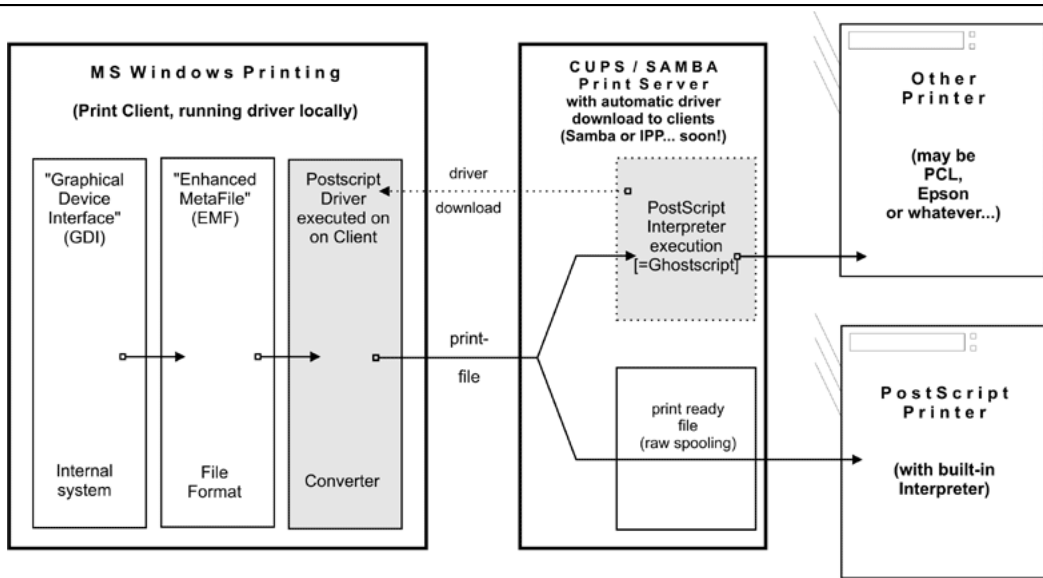 MS Windows Printing
(Print Client, running driver locally)
"Graphical
Device
Interface"
(GDI)
Internal
system
"Enhanced
MetaFile"
(EMF)
File
Format
Postscript
Driver
executed on
on Client
Converter
driver
download
print-
file
CUPS / SAMBA
Print Server
with automatic driver
download to clients
(Samba or IPP... soon!)
PostScript
Interpreter
execution
[=Ghostscript]
print ready
file
(raw spooling)
Other
Printer
(may be
PCL,
Epson
or whatever...)
PostScript
Printer
(with built-in
Interpreter)